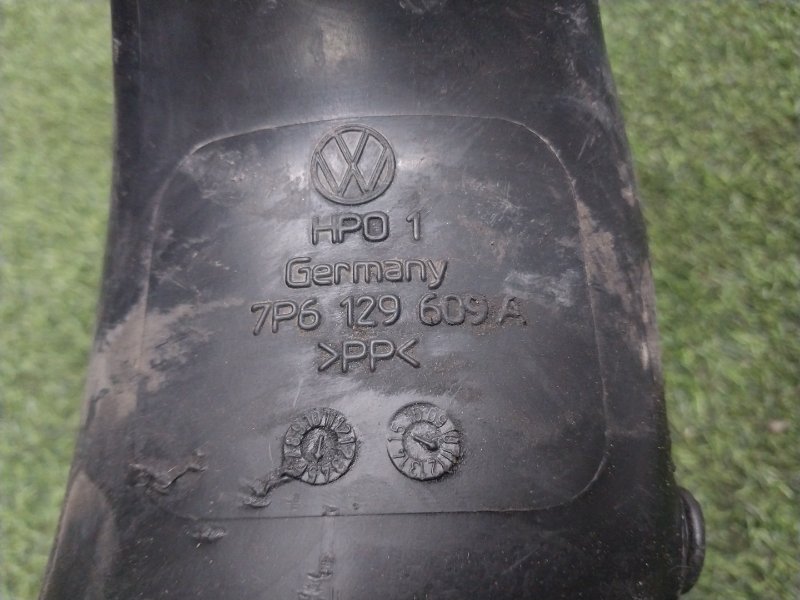 HPO 1
Germany
7P6 129 609 A
>PP<